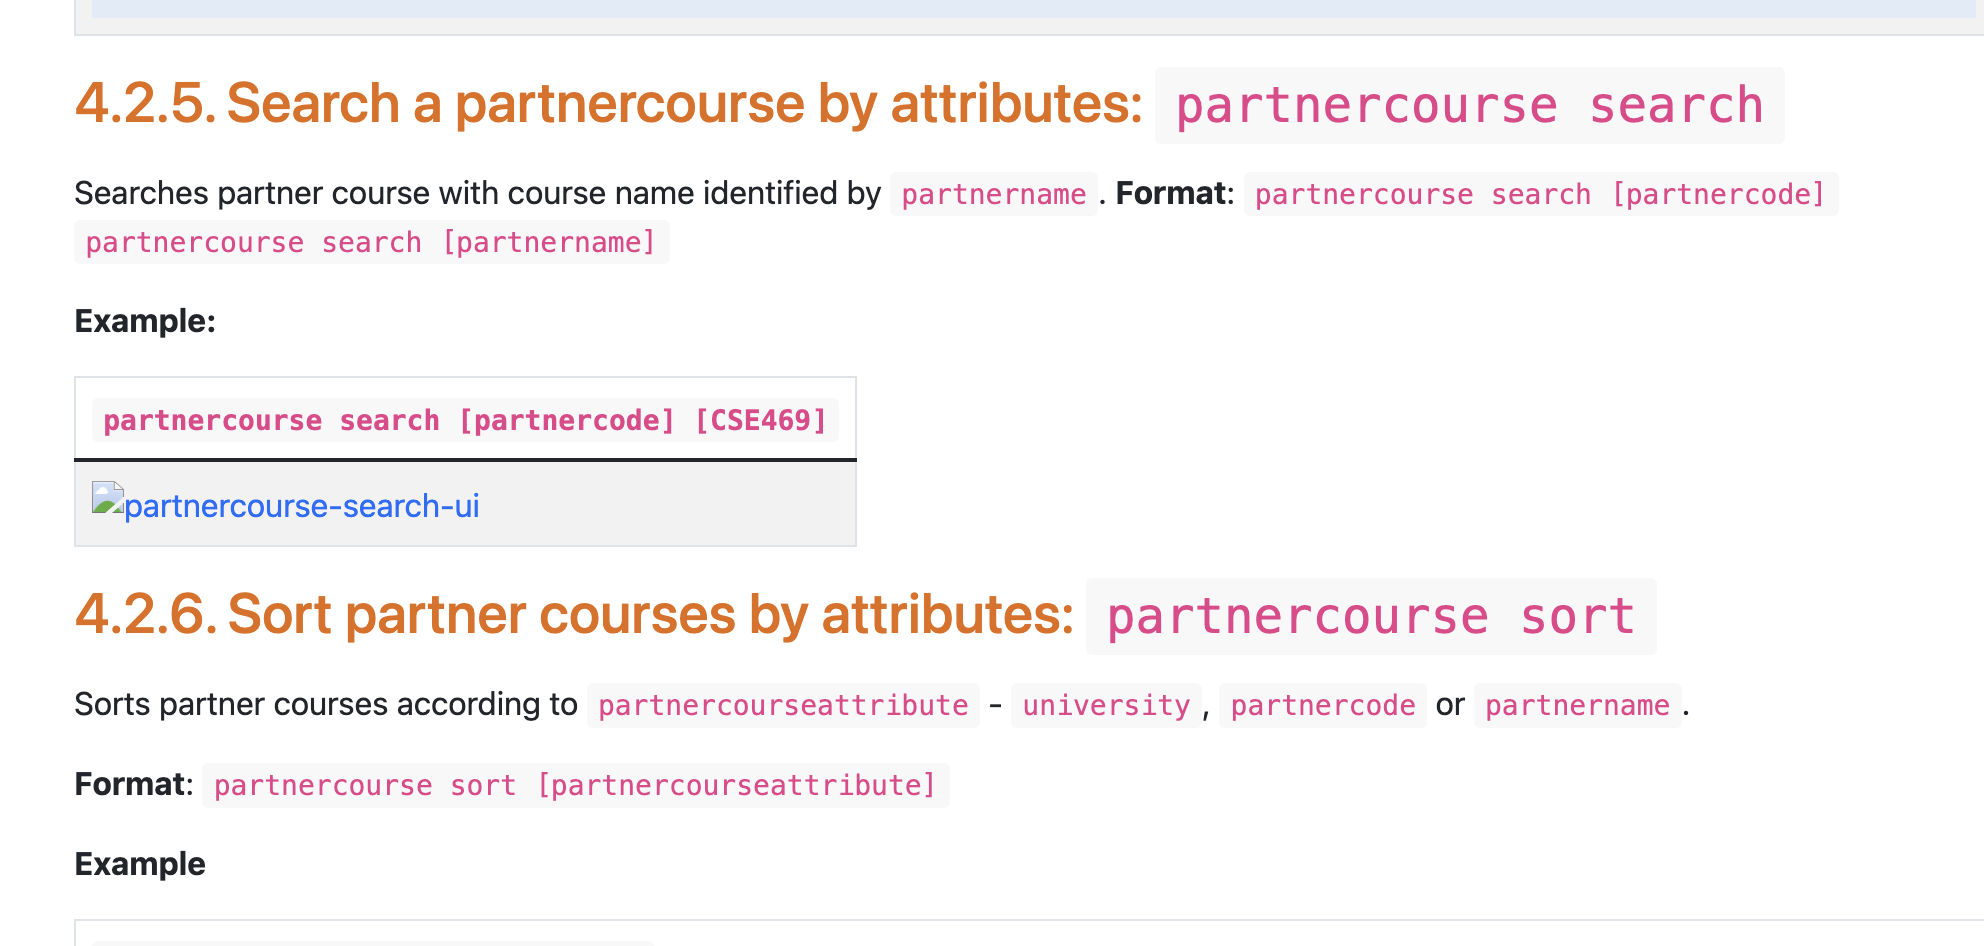 4.2.5. Search a partnercourse by attributes: partnercourse search
Searches partner course with course name identified by partnername . Format: partnercourse search [partnercode]
partnercourse search [partnername]
Example:
partnercourse search [partnercode] [CSE469]
partnercourse-search-ui
4.2.6. Sort partner courses by attributes: partnercourse sort
Sorts partner courses according to partnercourseattribute - university , partnercode or partnername .
Format: partnercourse sort [partnercourseattribute]
Example